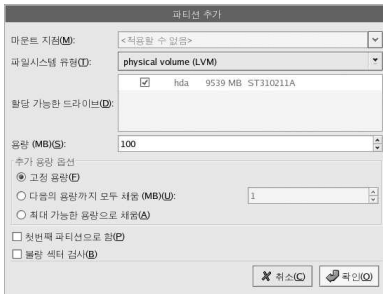 파티션 추가
마운트 지점(M): <적용할 수 없음>
파일시스템 유형(T): physical volume (LVM)
할당 가능한 드라이브(D): hda 9539 MB ST310211A
용량 (MB)(S): 100
추가 용량 옵션
고정 용량(F)
다음의 용량까지 모두 채움 (MB)(U): 1
최대 가능한 용량으로 채움(A)
첫번째 파티션으로 함(P)
불량 섹터 검사(B)
취소(C) 확인(O)